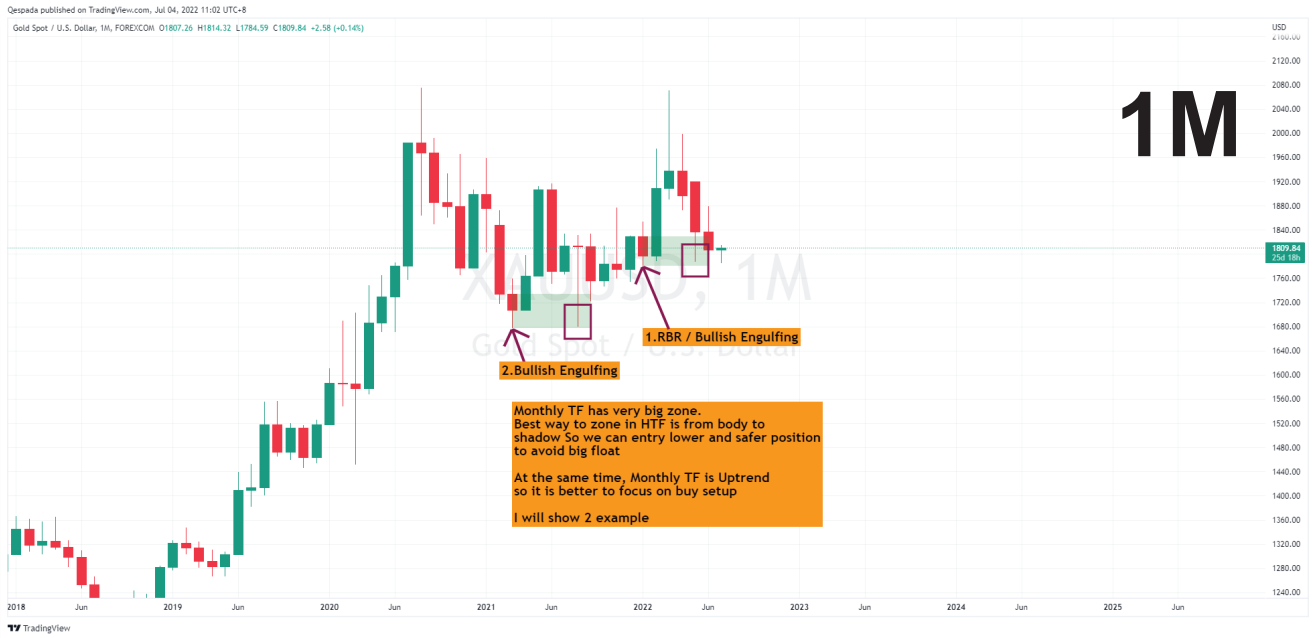 Qespada published on TradingView.com, Jul 04, 2022 11:02 UTC+8
Gold Spot / U.S. Dollar, 1M, FOREXCOM O1807.26 H1814.32 L1784.59 C1809.84 +2.58 (+0.14%)
USD
2160.00
2120.00
2080.00
1M
2040.00
2000.00
1960.00
1920.00
1880.00
1840.00
1809.84
25d 18h
XAUUSD, 1M
1760.00
1720.00
1680.00
1.RBR / Bullish Engulfing
Gold Spot / U.S. Dollar
1640.00
2.Bullish Engulfing
1600.00
1560.00
Monthly TF has very big zone.
Best way to zone in HTF is from body to
shadow So we can entry lower and safer position
to avoid big float
At the same time, Monthly TF is Uptrend
so it is better to focus on buy setup
I will show 2 example
1520.00
1480.00
1440.00
1400.00
1360.00
1320.00
1280.00
1240.00
2018 Jun 2019 Jun 2020 Jun 2021 Jun 2022 Jun 2023 Jun 2024 Jun 2025 Jun
TradingView